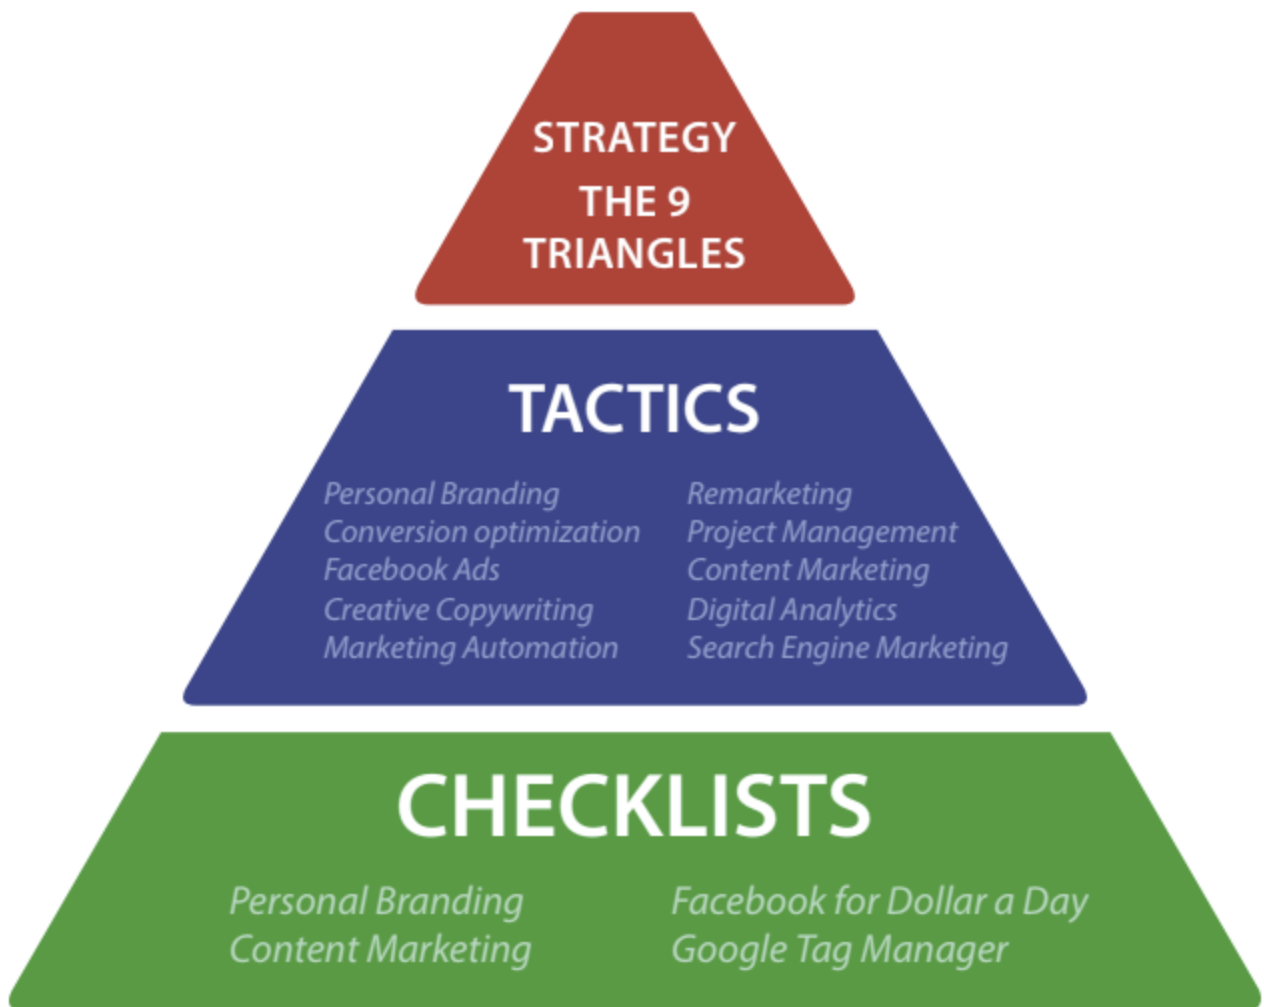 STRATEGY
THE 9
TRIANGLES
TACTICS
Personal Branding
Conversion optimization
Facebook Ads
Creative Copywriting
Marketing Automation
Remarketing
Project Management
Content Marketing
Digital Analytics
Search Engine Marketing
CHECKLISTS
Personal Branding
Content Marketing
Facebook for Dollar a Day
Google Tag Manager